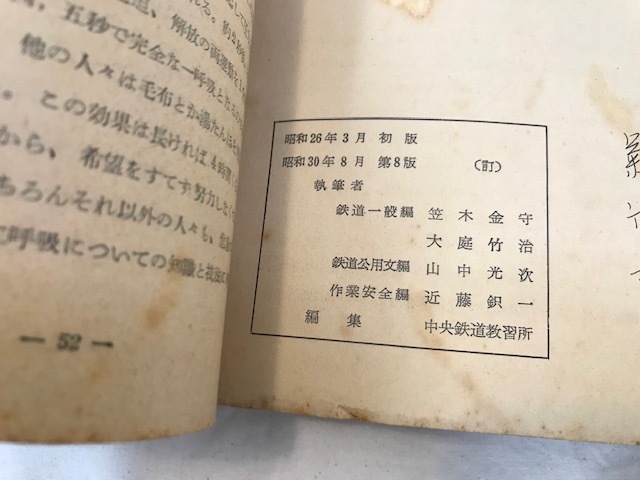 五秒で完全な一呼吸と
他の人々は毛布とか湯たんぽ
。この効果は長ければ4
から、希望をすてず努力し
ちろんそれ以外の人々も、
呼吸についての知識と技
— 52 —
昭和26年3月 初版
昭和30年8月 第8版 (訂)
執筆者
鉄道一般編 笠木金守
大庭竹治
鉄道公用文編 山中光次
作業安全編 近藤鉙一
編集 中央鉄道教習所